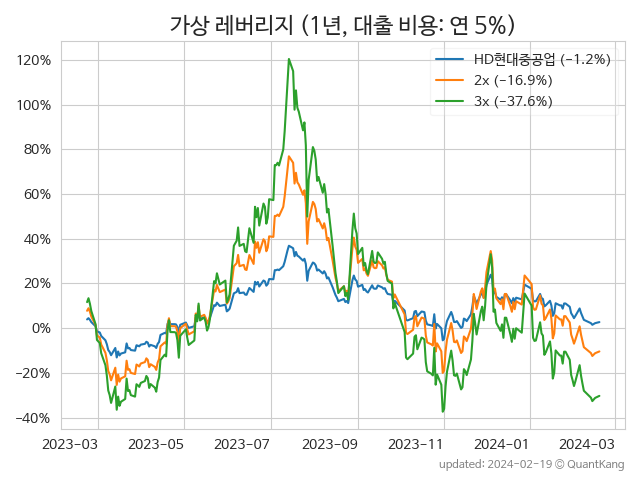 가상 레버리지 (1년, 대출 비용: 연 5%)
HD현대중공업 (−1.2%)
2x (−16.9%)
3x (−37.6%)
120%
100%
80%
60%
40%
20%
0%
−20%
−40%
2023-03 2023-05 2023-07 2023-09 2023-11 2024-01 2024-03
updated: 2024-02-19 ⓒ QuantKang